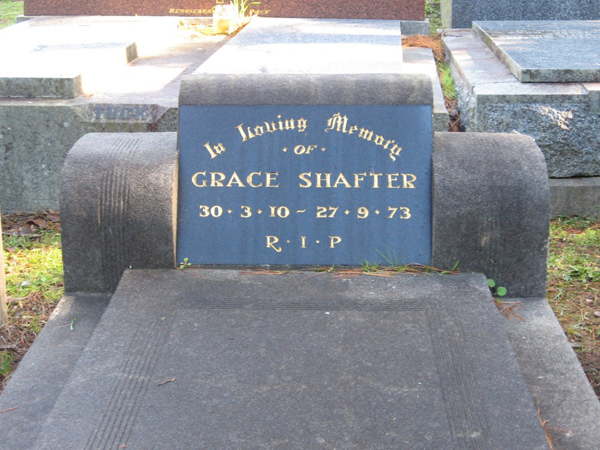 In Loving Memory
· OF ·
GRACE SHAFTER
30 · 3 · 10 ~ 27 · 9 · 73
R · I · P